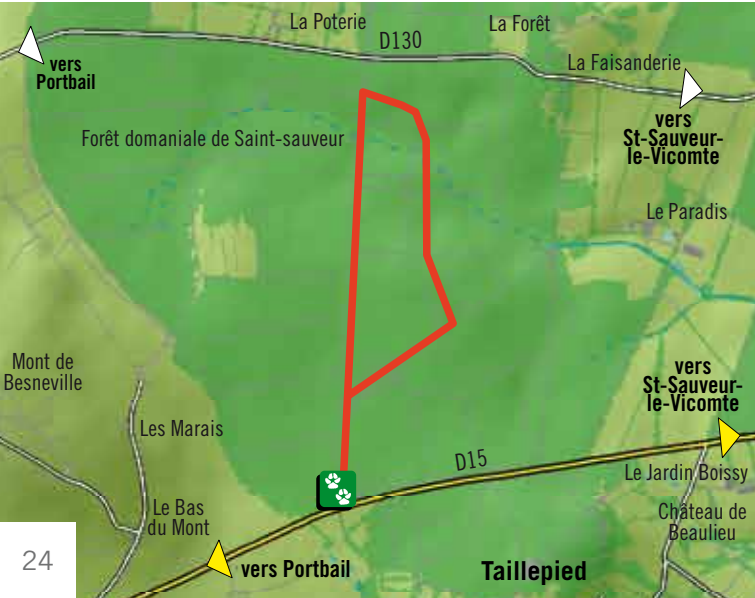 La Poterie
La Forêt
D130
La Faisanderie
vers
Portbail
vers
St-Sauveur-
le-Vicomte
Forêt domaniale de Saint-sauveur
Le Paradis
Mont de
Besneville
vers
St-Sauveur-
le-Vicomte
Les Marais
D15
Le Jardin Boissy
Le Bas
du Mont
Château de
Beaulieu
24
vers Portbail
Taillepied